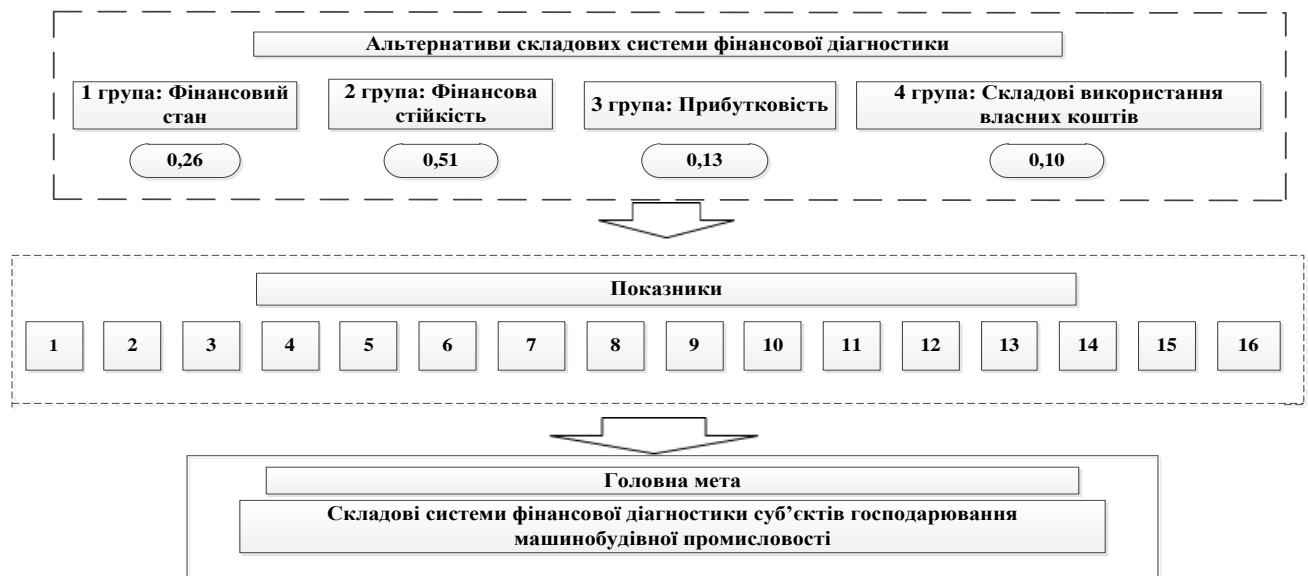 Альтернативи складових системи фінансової діагностики
1 група: Фінансовий
стан
2 група: Фінансова
стійкість
3 група: Прибутковість
4 група: Складові використання
власних коштів
0,26
0,51
0,13
0,10
Показники
1 2 3 4 5 6 7 8 9 10 11 12 13 14 15 16
Головна мета
Складові системи фінансової діагностики суб’єктів господарювання
машинобудівної промисловості